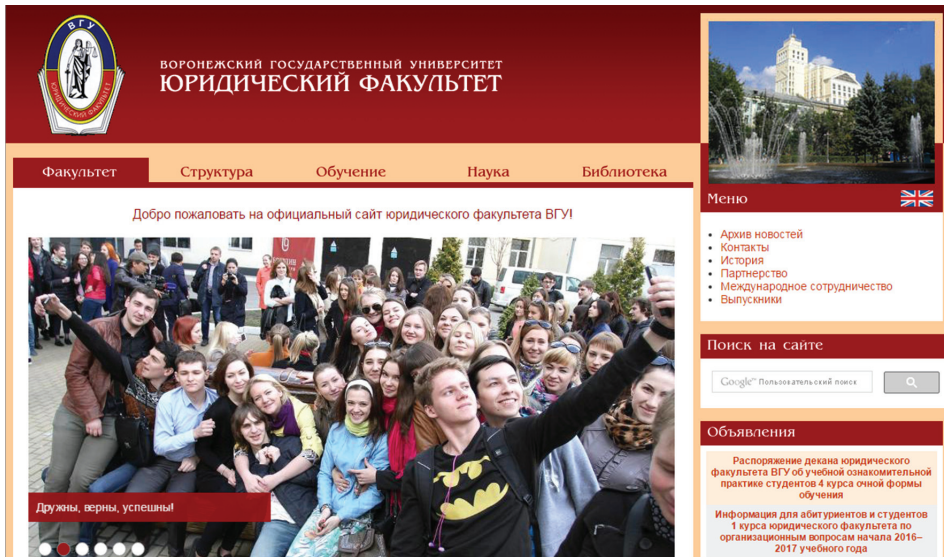 ВГУ
ЮРИДИЧЕСКИЙ ФАКУЛЬТЕТ
ВОРОНЕЖСКИЙ ГОСУДАРСТВЕННЫЙ УНИВЕРСИТЕТ
ЮРИДИЧЕСКИЙ ФАКУЛЬТЕТ
Факультет Структура Обучение Наука Библиотека
Добро пожаловать на официальный сайт юридического факультета ВГУ!
Дружны, верны, успешны!
Меню
Архив новостей
Контакты
История
Партнерство
Международное сотрудничество
Выпускники
Поиск на сайте
Google™ Пользовательский поиск
Объявления
Распоряжение декана юридического
факультета ВГУ об учебной ознакомительной
практике студентов 4 курса очной формы
обучения
Информация для абитуриентов и студентов
1 курса юридического факультета по
организационным вопросам начала 2016–
2017 учебного года